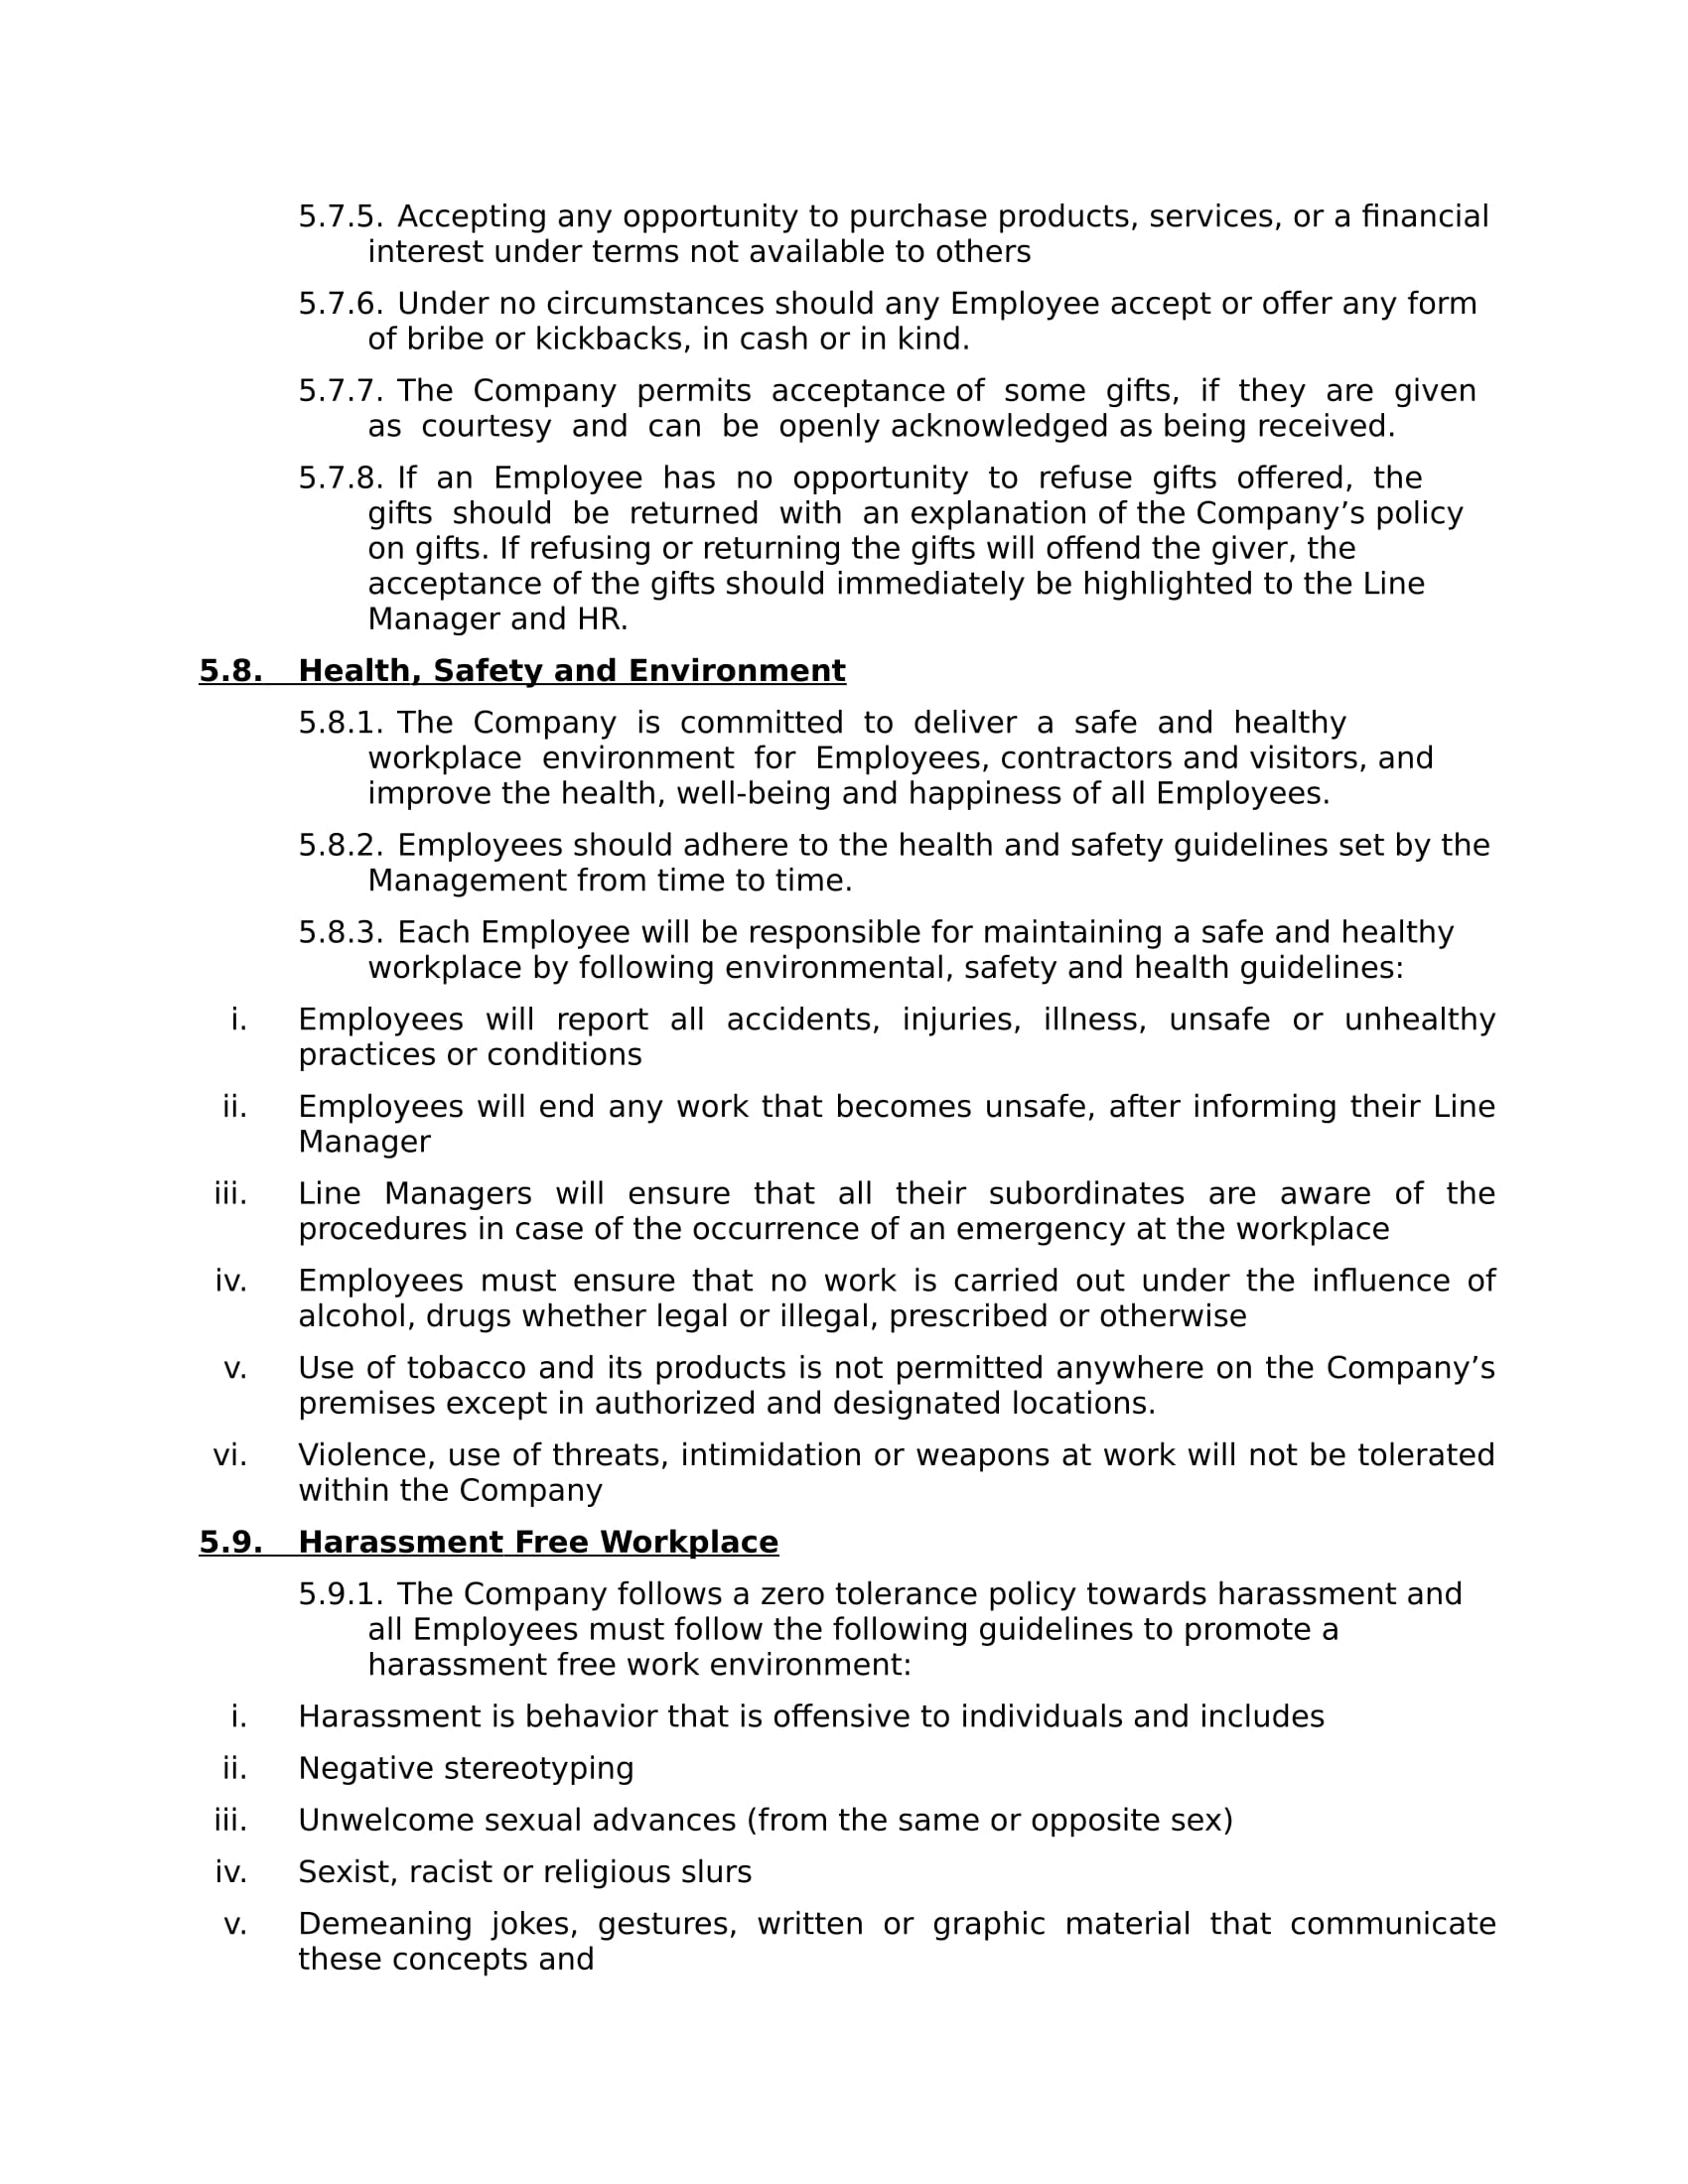 5.7.5. Accepting any opportunity to purchase products, services, or a financial
interest under terms not available to others
5.7.6. Under no circumstances should any Employee accept or offer any form
of bribe or kickbacks, in cash or in kind.
5.7.7. The Company permits acceptance of some gifts, if they are given
as courtesy and can be openly acknowledged as being received.
5.7.8. If an Employee has no opportunity to refuse gifts offered, the
gifts should be returned with an explanation of the Company’s policy
on gifts. If refusing or returning the gifts will offend the giver, the
acceptance of the gifts should immediately be highlighted to the Line
Manager and HR.
5.8. Health, Safety and Environment
5.8.1. The Company is committed to deliver a safe and healthy
workplace environment for Employees, contractors and visitors, and
improve the health, well-being and happiness of all Employees.
5.8.2. Employees should adhere to the health and safety guidelines set by the
Management from time to time.
5.8.3. Each Employee will be responsible for maintaining a safe and healthy
workplace by following environmental, safety and health guidelines:
i. Employees will report all accidents, injuries, illness, unsafe or unhealthy
practices or conditions
ii. Employees will end any work that becomes unsafe, after informing their Line
Manager
iii. Line Managers will ensure that all their subordinates are aware of the
procedures in case of the occurrence of an emergency at the workplace
iv. Employees must ensure that no work is carried out under the influence of
alcohol, drugs whether legal or illegal, prescribed or otherwise
v. Use of tobacco and its products is not permitted anywhere on the Company’s
premises except in authorized and designated locations.
vi. Violence, use of threats, intimidation or weapons at work will not be tolerated
within the Company
5.9. Harassment Free Workplace
5.9.1. The Company follows a zero tolerance policy towards harassment and
all Employees must follow the following guidelines to promote a
harassment free work environment:
i. Harassment is behavior that is offensive to individuals and includes
ii. Negative stereotyping
iii. Unwelcome sexual advances (from the same or opposite sex)
iv. Sexist, racist or religious slurs
v. Demeaning jokes, gestures, written or graphic material that communicate
these concepts and